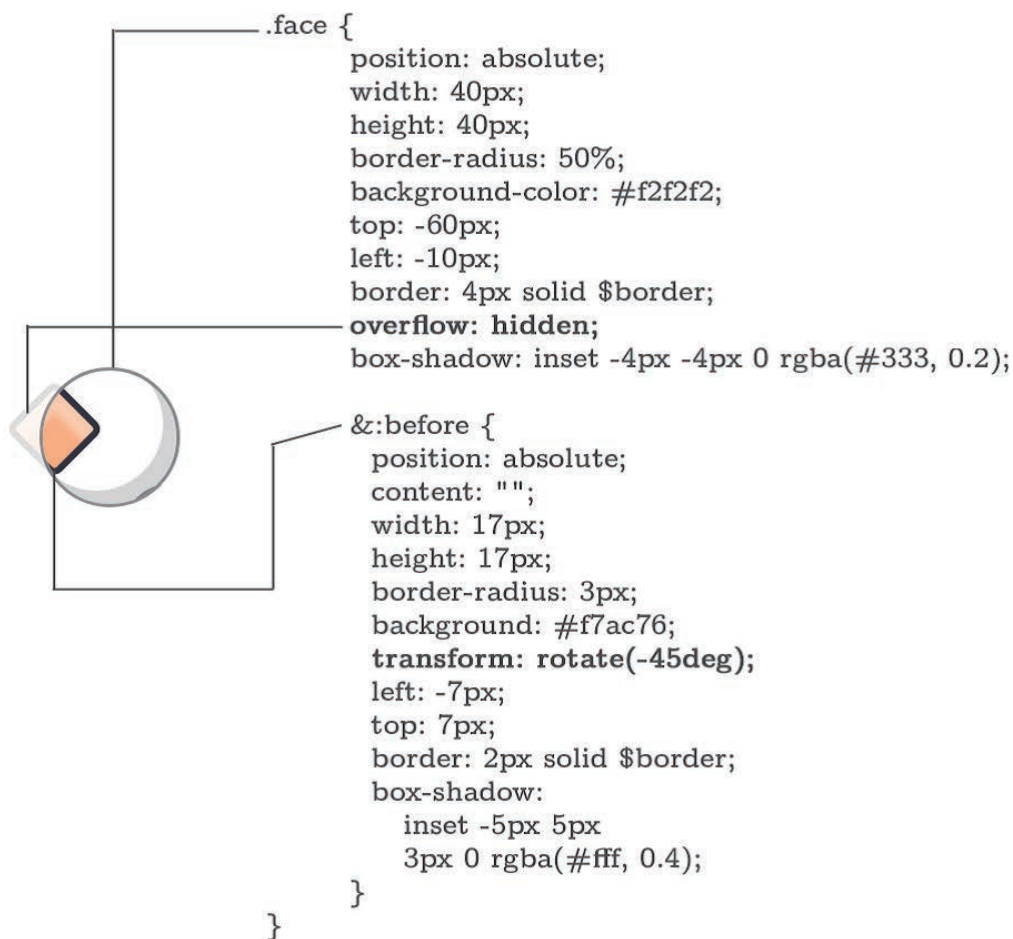 .face {
position: absolute;
width: 40px;
height: 40px;
border-radius: 50%;
background-color: #f2f2f2;
top: -60px;
left: -10px;
border: 4px solid $border;
overflow: hidden;
box-shadow: inset -4px -4px 0 rgba(#333, 0.2);
&:before {
position: absolute;
content: "";
width: 17px;
height: 17px;
border-radius: 3px;
background: #f7ac76;
transform: rotate(-45deg);
left: -7px;
top: 7px;
border: 2px solid $border;
box-shadow:
inset -5px 5px
3px 0 rgba(#fff, 0.4);
}
}